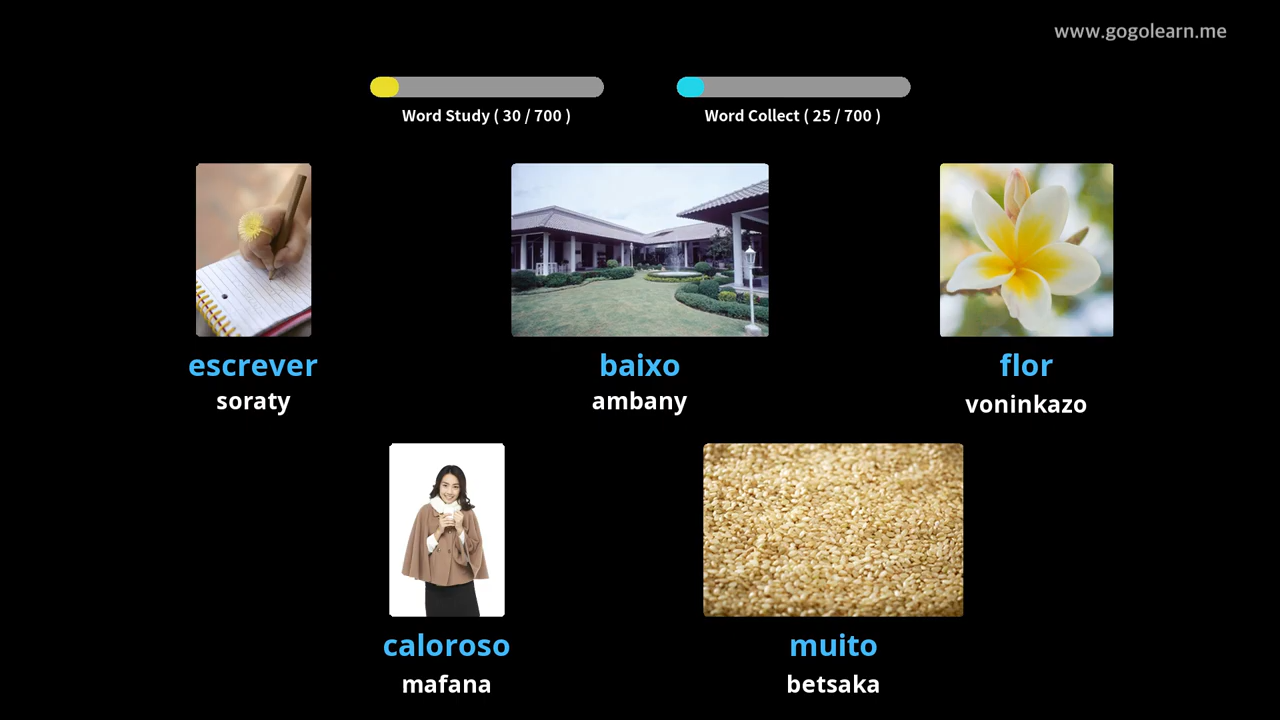 www.gogolearn.me
Word Study ( 30 / 700 )
Word Collect ( 25 / 700 )
escrever
soraty
baixo
ambany
flor
voninkazo
caloroso
mafana
muito
betsaka